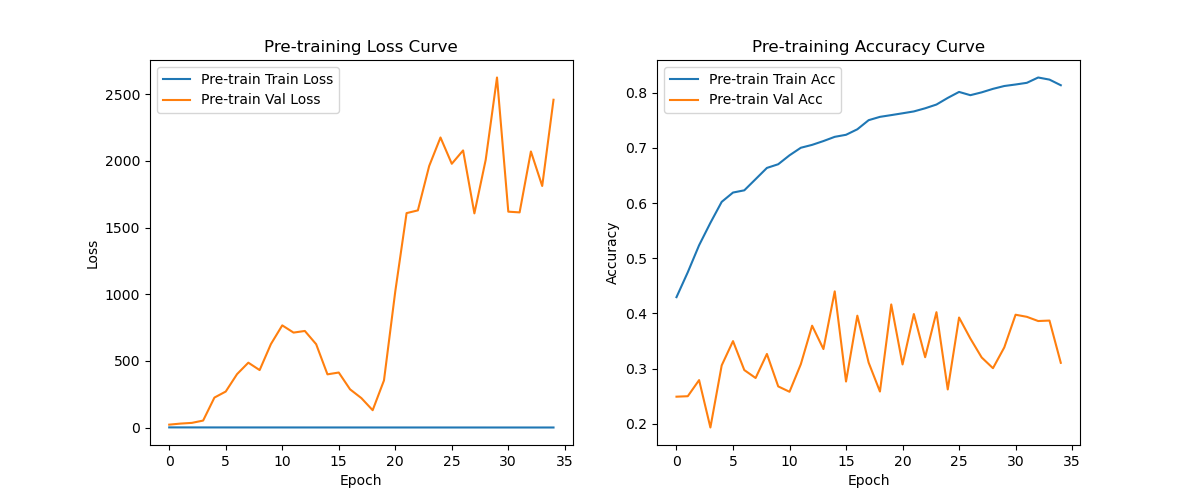 Pre-training Loss Curve
Pre-train Train Loss
Pre-train Val Loss
Loss
2500
2000
1500
1000
500
0
0 5 10 15 20 25 30 35
Epoch
Pre-training Accuracy Curve
Pre-train Train Acc
Pre-train Val Acc
Accuracy
0.8
0.7
0.6
0.5
0.4
0.3
0.2
0 5 10 15 20 25 30 35
Epoch